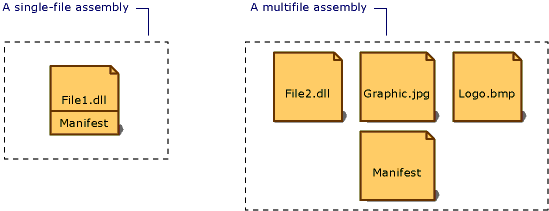 A single-file assembly
A multifile assembly
File1.dll
Manifest
File2.dll
Graphic.jpg
Logo.bmp
Manifest